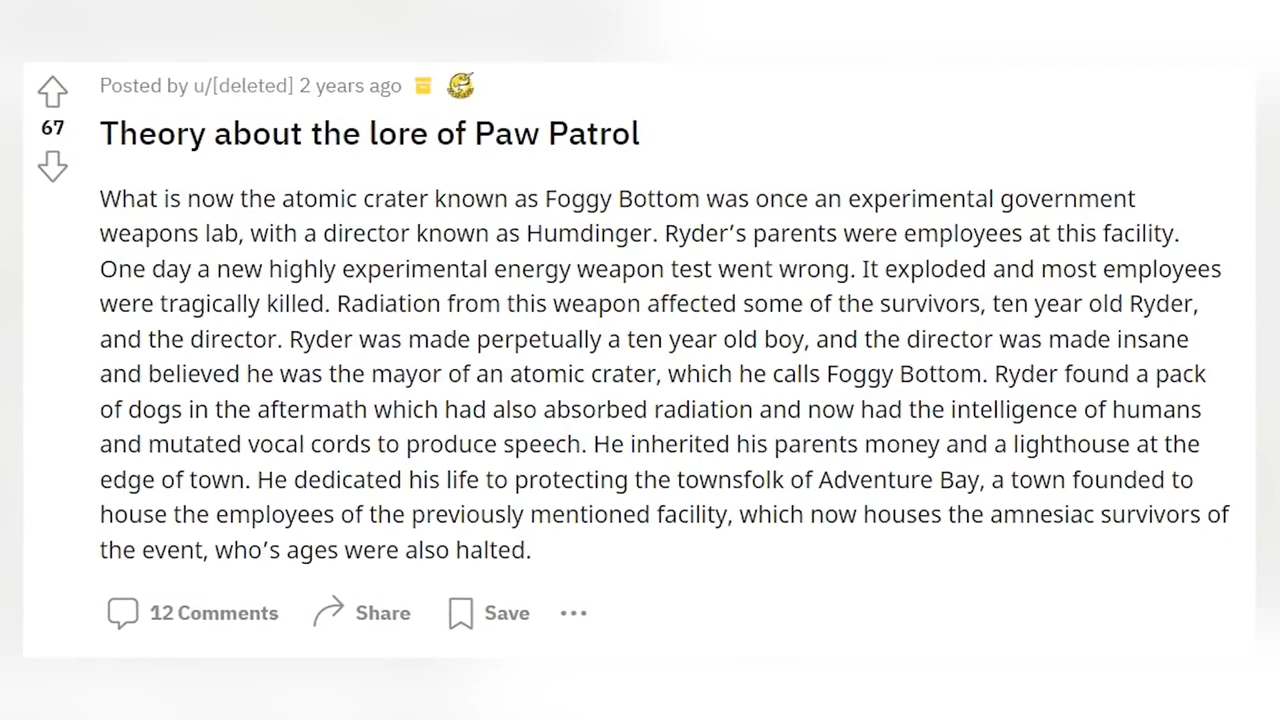 Posted by u/[deleted] 2 years ago
67
Theory about the lore of Paw Patrol
What is now the atomic crater known as Foggy Bottom was once an experimental government
weapons lab, with a director known as Humdinger. Ryder’s parents were employees at this facility.
One day a new highly experimental energy weapon test went wrong. It exploded and most employees
were tragically killed. Radiation from this weapon affected some of the survivors, ten year old Ryder,
and the director. Ryder was made perpetually a ten year old boy, and the director was made insane
and believed he was the mayor of an atomic crater, which he calls Foggy Bottom. Ryder found a pack
of dogs in the aftermath which had also absorbed radiation and now had the intelligence of humans
and mutated vocal cords to produce speech. He inherited his parents money and a lighthouse at the
edge of town. He dedicated his life to protecting the townsfolk of Adventure Bay, a town founded to
house the employees of the previously mentioned facility, which now houses the amnesiac survivors of
the event, who’s ages were also halted.
12 Comments Share Save •••